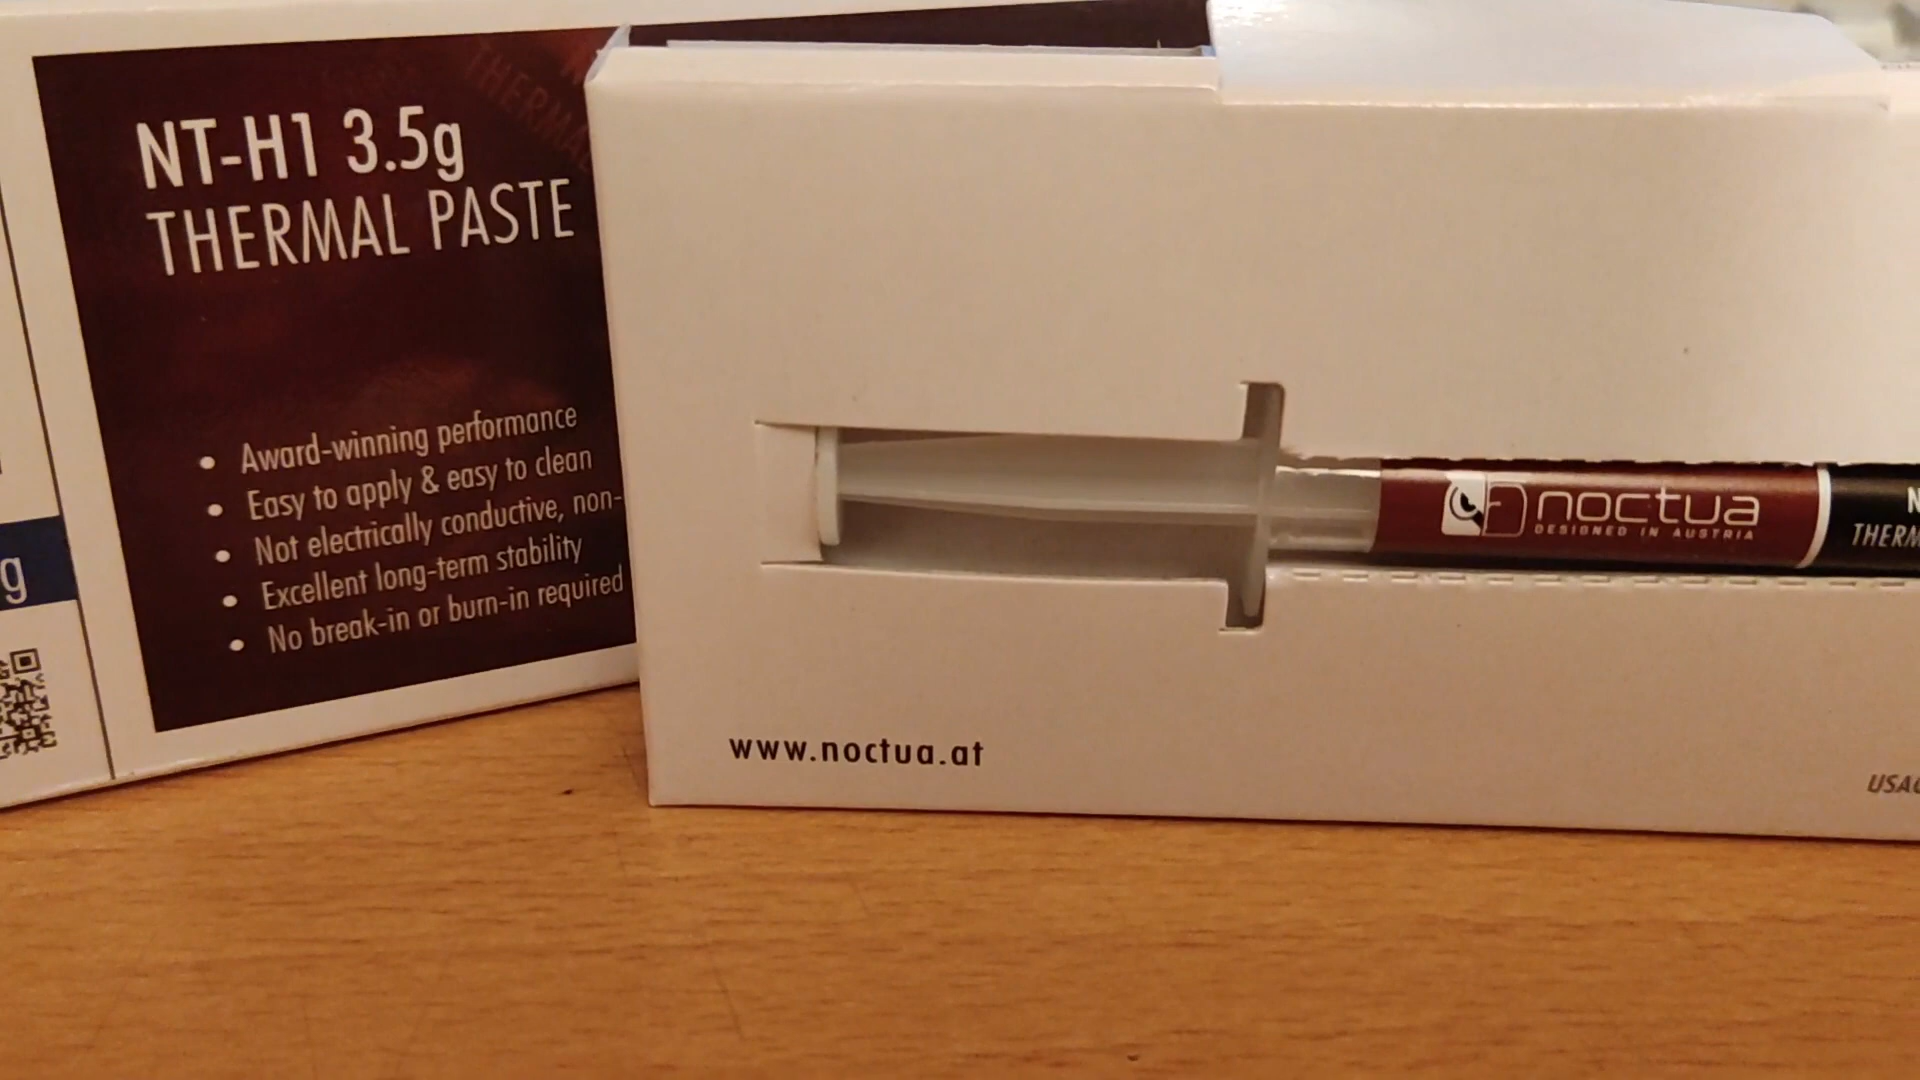 NT-H1 3.5g
THERMAL PASTE
THERMAL
• Award-winning performance
• Easy to apply & easy to clean
• Not electrically conductive, non-
• Excellent long-term stability
• No break-in or burn-in required
g
noctua
DESIGNED IN AUSTRIA
www.noctua.at